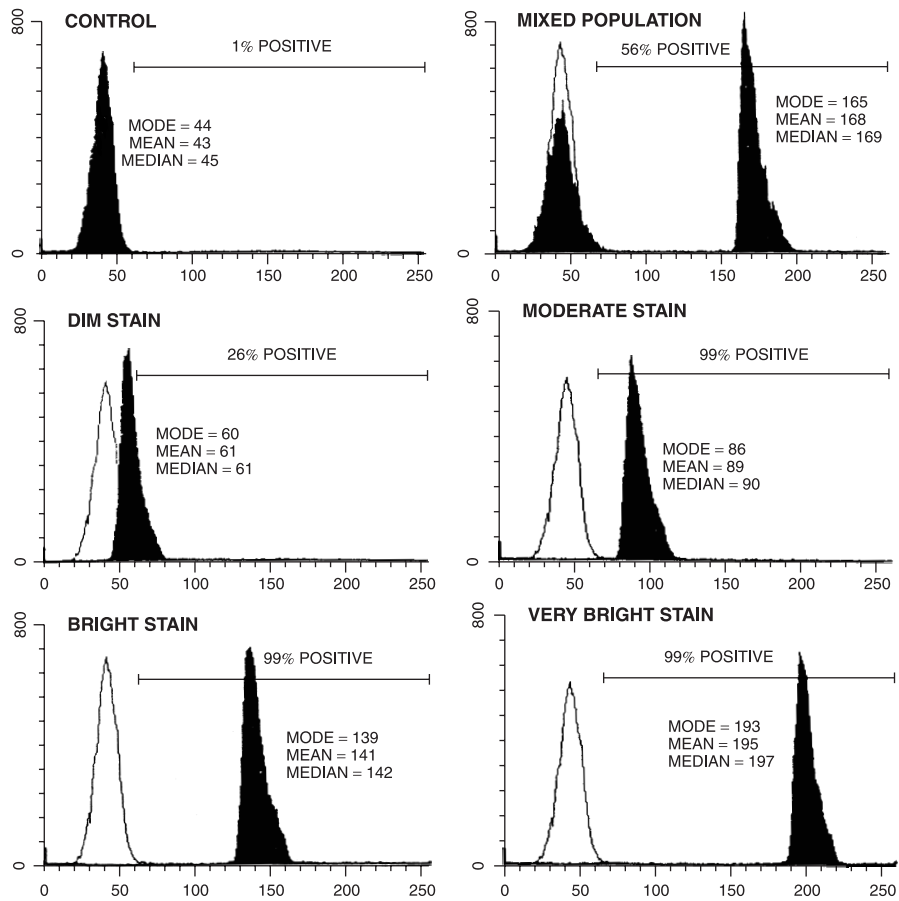 CONTROL
800
1% POSITIVE
MODE = 44
MEAN = 43
MEDIAN = 45
0
0 50 100 150 200 250
MIXED POPULATION
800
56% POSITIVE
MODE = 165
MEAN = 168
MEDIAN = 169
0
0 50 100 150 200 250
DIM STAIN
800
26% POSITIVE
MODE = 60
MEAN = 61
MEDIAN = 61
0
0 50 100 150 200 250
MODERATE STAIN
800
99% POSITIVE
MODE = 86
MEAN = 89
MEDIAN = 90
0
0 50 100 150 200 250
BRIGHT STAIN
800
99% POSITIVE
MODE = 139
MEAN = 141
MEDIAN = 142
0
0 50 100 150 200 250
VERY BRIGHT STAIN
800
99% POSITIVE
MODE = 193
MEAN = 195
MEDIAN = 197
0
0 50 100 150 200 250